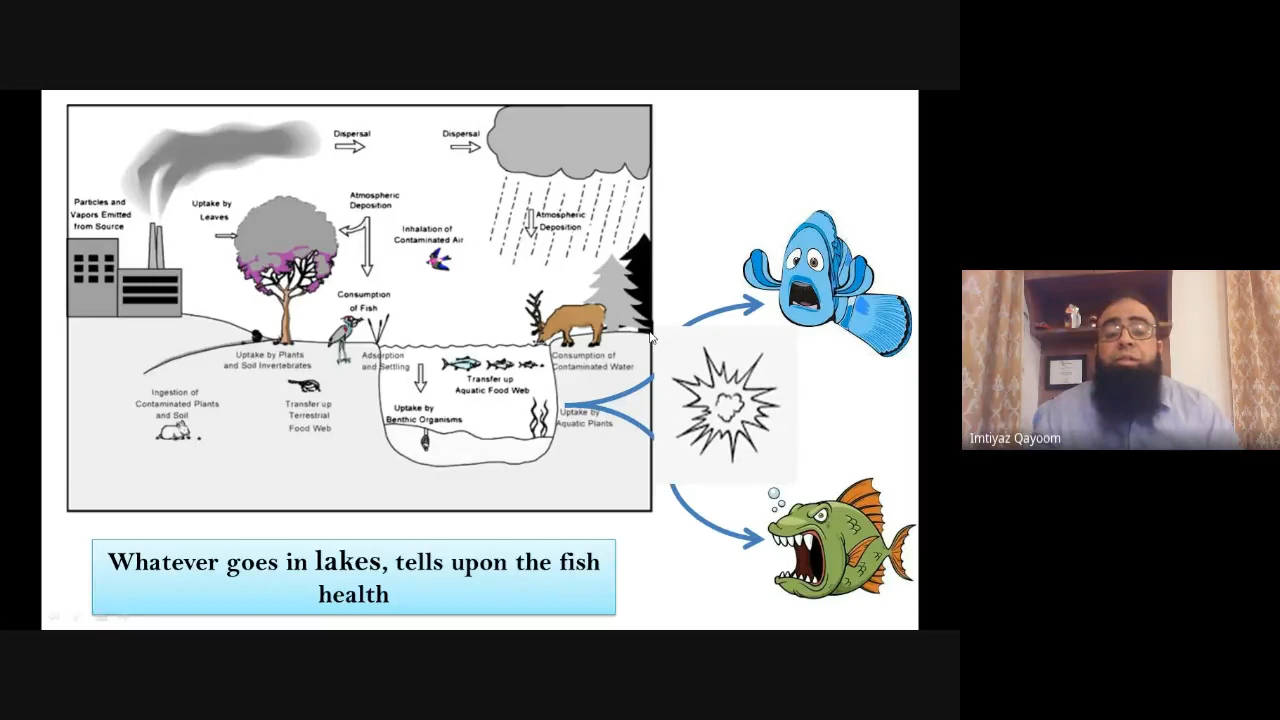 Dispersal
Dispersal
Particles and
Vapors Emitted
from Source
Uptake by
Leaves
Atmospheric
Deposition
Inhalation of
Contaminated Air
Atmospheric
Deposition
Consumption
of Fish
Uptake by Plants
and Soil Invertebrates
Adsorption
and Settling
Consumption of
Contaminated Water
Transfer up
Aquatic Food Web
Ingestion of
Contaminated Plants
and Soil
Transfer up
Terrestrial
Food Web
Uptake by
Benthic Organisms
Uptake by
Aquatic Plants
Whatever goes in lakes, tells upon the fish
health
Imtiyaz Qayoom